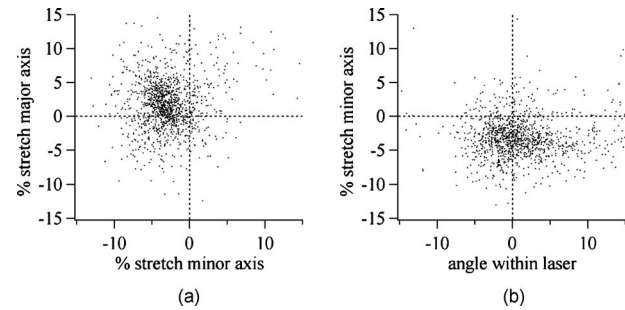 15
10
5
0
-5
-10
-15
% stretch major axis
-10 0 10
% stretch minor axis
(a)
15
10
5
0
-5
-10
-15
% stretch minor axis
-10 0 10
angle within laser
(b)